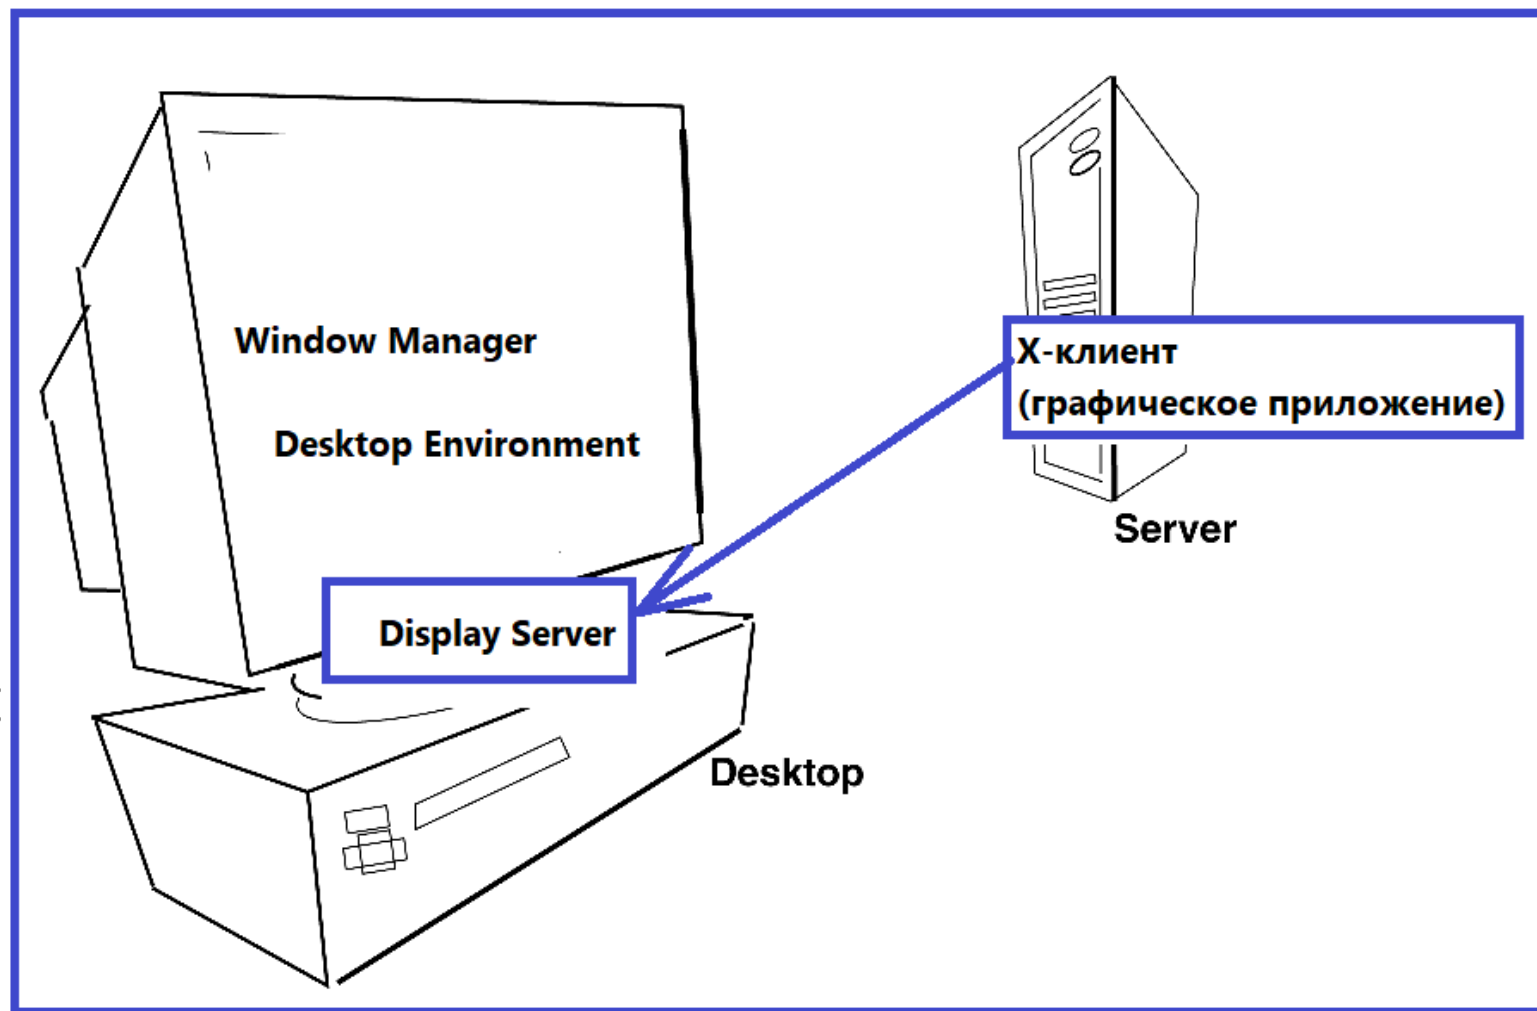 Window Manager
Desktop Environment
Display Server
Desktop
X-клиент
(графическое приложение)
Server